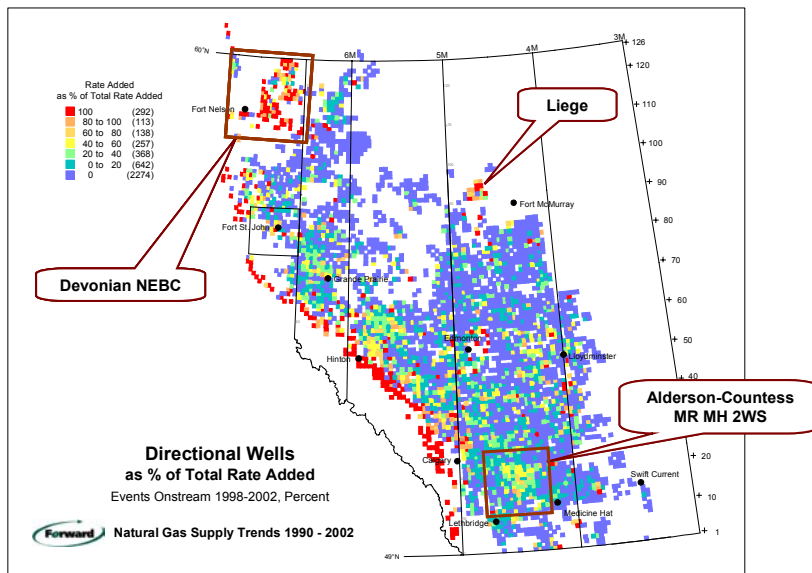 60°N
6M
5M
4M
3M
126
120
110
100
90
80
70
60
50
40
20
10
1
Rate Added
as % of Total Rate Added
100 (292)
80 to 100 (113)
60 to 80 (138)
40 to 60 (257)
20 to 40 (368)
0 to 20 (642)
0 (2274)
Fort Nelson
Liege
Fort McMurray
Fort St. John
Devonian NEBC
Grande Prairie
Edmonton
Lloydminster
Hinton
Alderson-Countess
MR MH 2WS
Calgary
Swift Current
Medicine Hat
Lethbridge
49°N
Directional Wells
as % of Total Rate Added
Events Onstream 1998-2002, Percent
Forward
Natural Gas Supply Trends 1990 - 2002